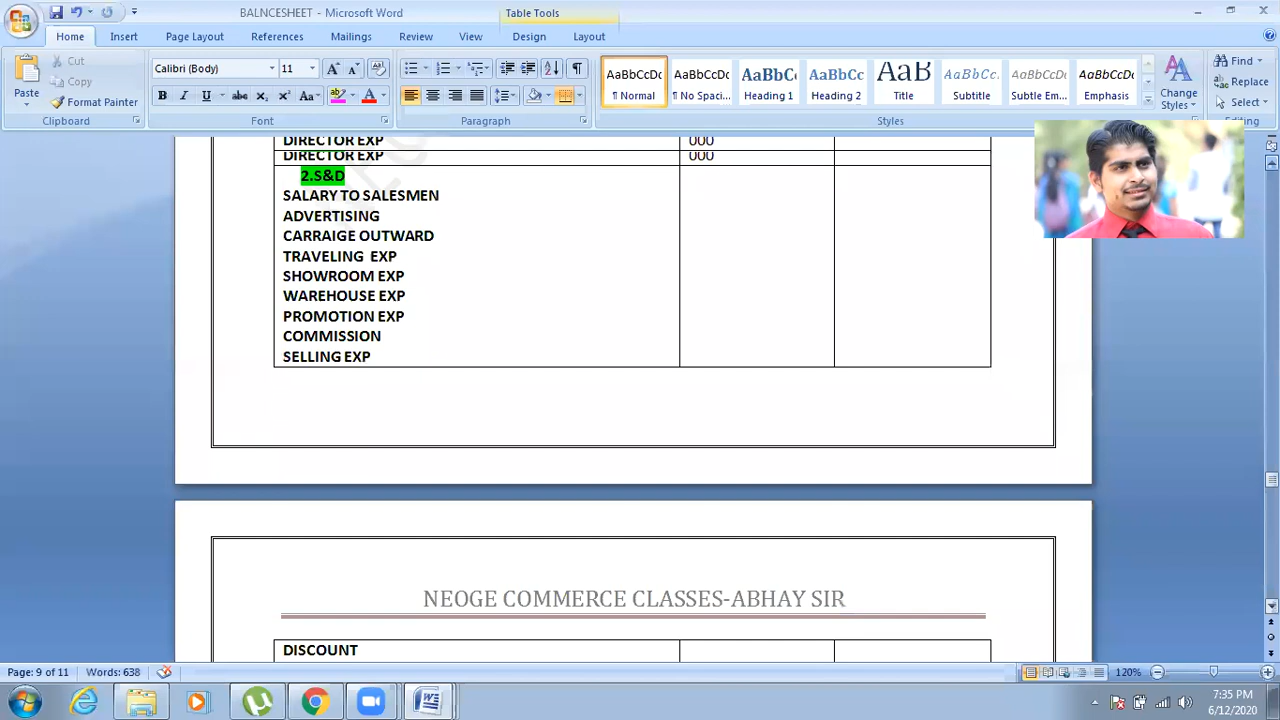 BALNCESHEET - Microsoft Word
Table Tools
Home Insert Page Layout References Mailings Review View Design Layout
Paste
Cut
Copy
Format Painter
Clipboard
Calibri (Body) 11
Font
Paragraph
AaBbCcDc AaBbCcDc AaBbC AaBbCc AaB AaBbCc. AaBbCcDc AaBbCcDc
¶ Normal ¶ No Spaci... Heading 1 Heading 2 Title Subtitle Subtle Em... Emphasis
Change
Styles
Styles
Find
Replace
Select
Editing
DIRECTOR EXP 000
DIRECTOR EXP 000
2.S&D
SALARY TO SALESMEN
ADVERTISING
CARRAIGE OUTWARD
TRAVELING EXP
SHOWROOM EXP
WAREHOUSE EXP
PROMOTION EXP
COMMISSION
SELLING EXP
NEOGE COMMERCE CLASSES-ABHAY SIR
DISCOUNT
Page: 9 of 11 Words: 638 120%
7:35 PM
6/12/2020